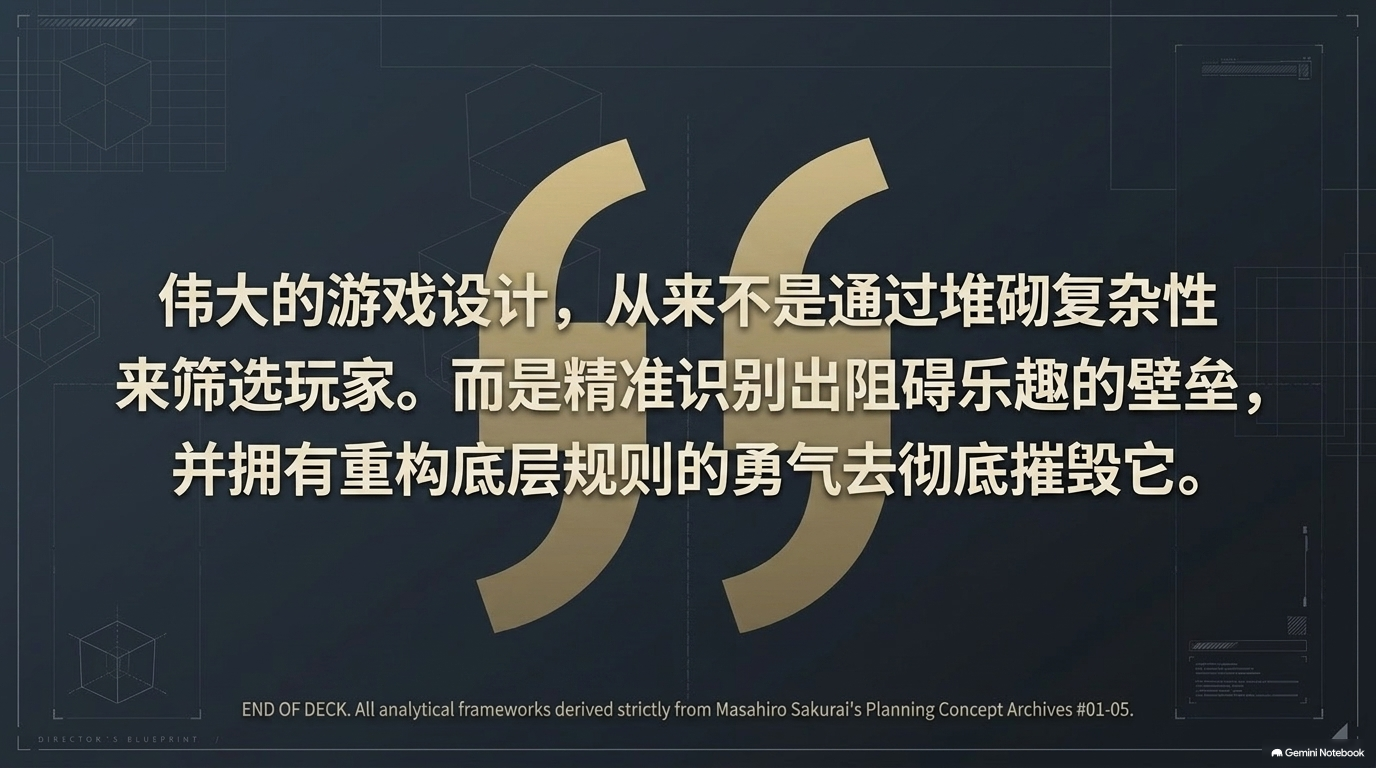 伟大的游戏设计，从来不是通过堆砌复杂性
来筛选玩家。而是精准识别出阻碍乐趣的壁垒，
并拥有重构底层规则的勇气去彻底摧毁它。
END OF DECK. All analytical frameworks derived strictly from Masahiro Sakurai's Planning Concept Archives #01-05.
DIRECTOR'S BLUEPRINT /
Gemini Notebook